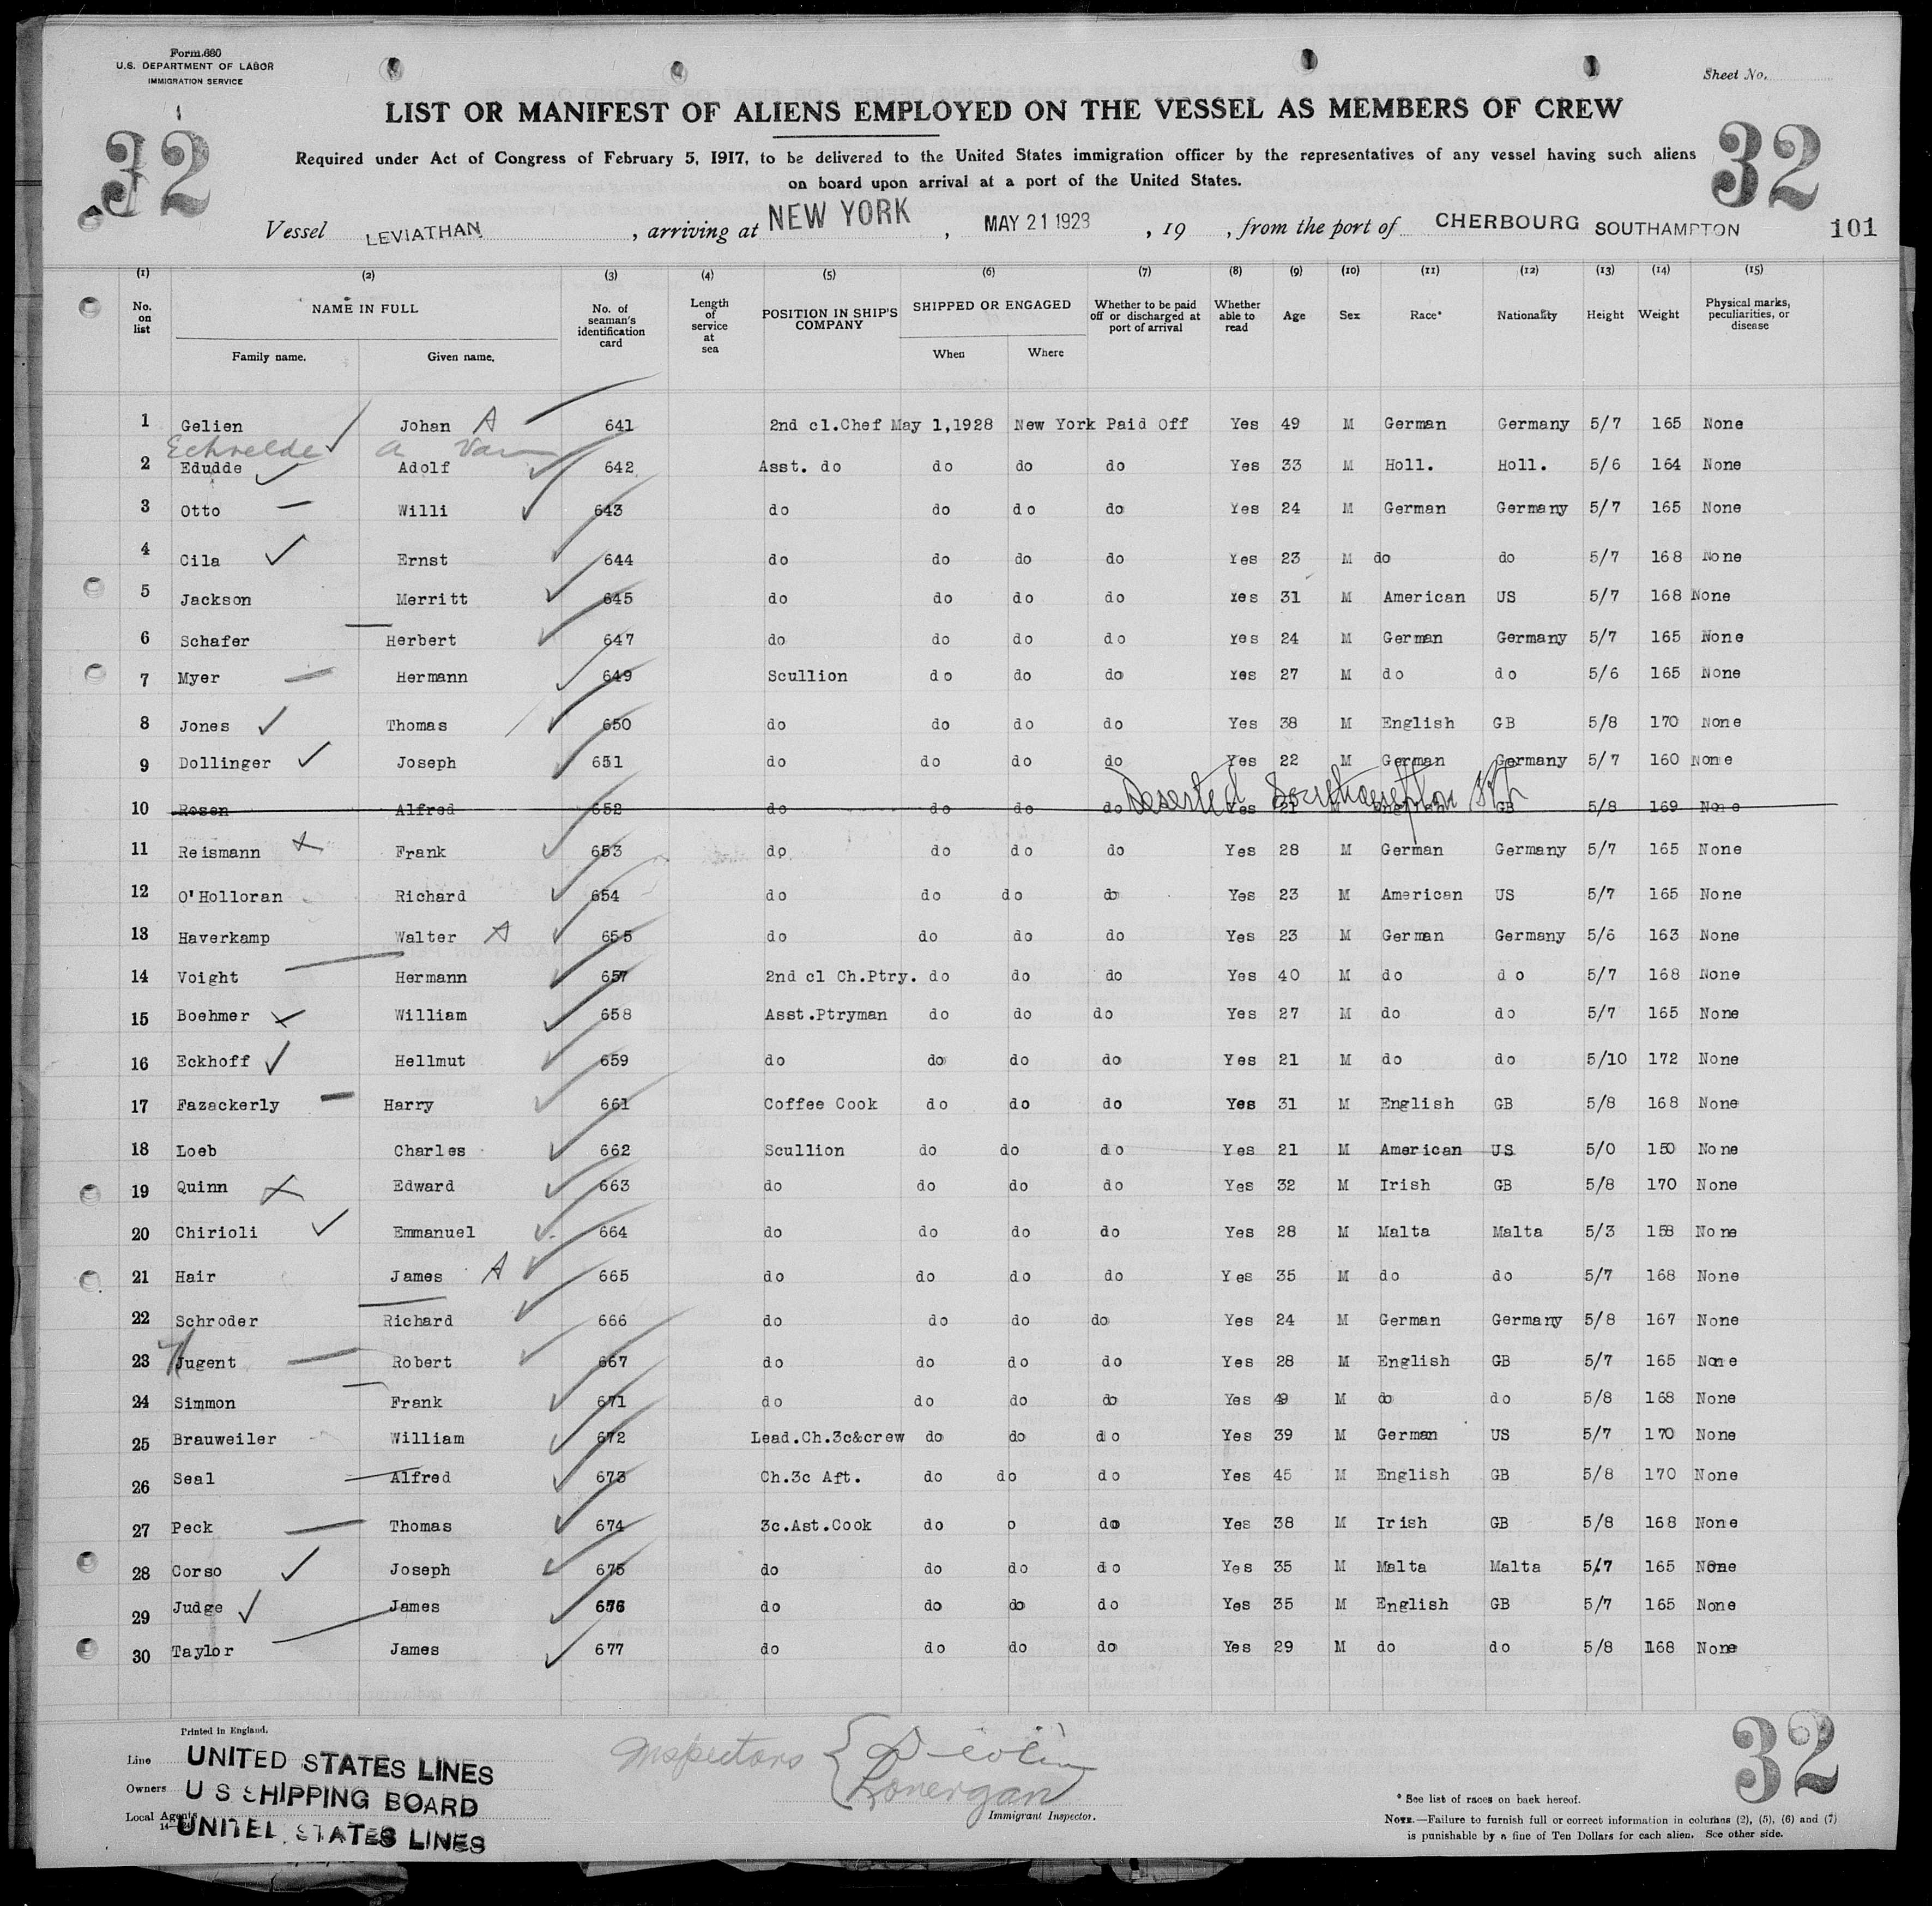 Form 680
U.S. DEPARTMENT OF LABOR
IMMIGRATION SERVICE
Sheet No.
LIST OR MANIFEST OF ALIENS EMPLOYED ON THE VESSEL AS MEMBERS OF CREW
32 32
Required under Act of Congress of February 5, 1917, to be delivered to the United States immigration officer by the representatives of any vessel having such aliens
on board upon arrival at a port of the United States.
Vessel LEVIATHAN, arriving at NEW YORK, MAY 21 1928, 19 , from the port of CHERBOURG SOUTHAMPTON 101
(1) (2) (3) (4) (5) (6) (7) (8) (9) (10) (11) (12) (13) (14) (15)
No. on list NAME IN FULL No. of seaman's identification card Length of service at sea POSITION IN SHIP'S COMPANY SHIPPED OR ENGAGED Whether to be paid off or discharged at port of arrival Whether able to read Age Sex Race* Nationality Height Weight Physical marks, peculiarities, or disease
Family name. Given name. When Where
1 Gelien Johan A 641 2nd cl.Chef May 1,1928 New York Paid Off Yes 49 M German Germany 5/7 165 None
a Van
2 Edudde Adolf 642 Asst. do do do do Yes 33 M Holl. Holl. 5/6 164 None
3 Otto Willi 643 do do do do Yes 24 M German Germany 5/7 165 None
4 Cila Ernst 644 do do do do Yes 23 M do do 5/7 168 None
5 Jackson Merritt 645 do do do do Yes 31 M American US 5/7 168 None
6 Schafer Herbert 647 do do do do Yes 24 M German Germany 5/7 165 None
7 Myer Hermann 649 Scullion do do do Yes 27 M do do 5/6 165 None
8 Jones Thomas 650 do do do do Yes 38 M English GB 5/8 170 None
9 Dollinger Joseph 651 do do do do Yes 22 M German Germany 5/7 160 None
Deserted Southampton
10 Rosen Alfred 652 do do do do Yes 21 M English GB 5/8 169 None
11 Reismann Frank 653 do do do do Yes 28 M German Germany 5/7 165 None
12 O'Holloran Richard 654 do do do do Yes 23 M American US 5/7 165 None
13 Haverkamp Walter A 655 do do do do Yes 23 M German Germany 5/6 163 None
14 Voight Hermann 657 2nd cl Ch.Ptry. do do do Yes 40 M do do 5/7 168 None
15 Boehmer William 658 Asst.Ptryman do do do Yes 27 M do do 5/7 165 None
16 Eckhoff Hellmut 659 do do do do Yes 21 M do do 5/10 172 None
17 Fazackerly Harry 661 Coffee Cook do do do Yes 31 M English GB 5/8 168 None
18 Loeb Charles 662 Scullion do do do Yes 21 M American US 5/0 150 None
19 Quinn Edward 663 do do do do Yes 32 M Irish GB 5/8 170 None
20 Chirioli Emmanuel 664 do do do do Yes 28 M Malta Malta 5/3 158 None
21 Hair James A 665 do do do do Yes 35 M do do 5/7 168 None
22 Schroder Richard 666 do do do do Yes 24 M German Germany 5/8 167 None
23 Jugent Robert 667 do do do do Yes 28 M English GB 5/7 165 None
24 Simmon Frank 671 do do do do Yes 49 M do do 5/8 168 None
25 Brauweiler William 672 Lead.Ch.3c&crew do do do Yes 39 M German US 5/7 170 None
26 Seal Alfred 673 Ch.3c Aft. do do do Yes 45 M English GB 5/8 170 None
27 Peck Thomas 674 3c.Ast.Cook do o do Yes 38 M Irish GB 5/8 168 None
28 Corso Joseph 675 do do do do Yes 35 M Malta Malta 5/7 165 None
29 Judge James 676 do do do do Yes 35 M English GB 5/7 165 None
30 Taylor James 677 do do do do Yes 29 M do do 5/8 168 None
Printed in England.
Line UNITED STATES LINES
Owners U S SHIPPING BOARD
Local Agents UNITED STATES LINES
Inspectors
Lonergan
Immigrant Inspector.
32
* See list of races on back hereof.
NOTE.—Failure to furnish full or correct information in columns (2), (5), (6) and (7)
is punishable by a fine of Ten Dollars for each alien. See other side.